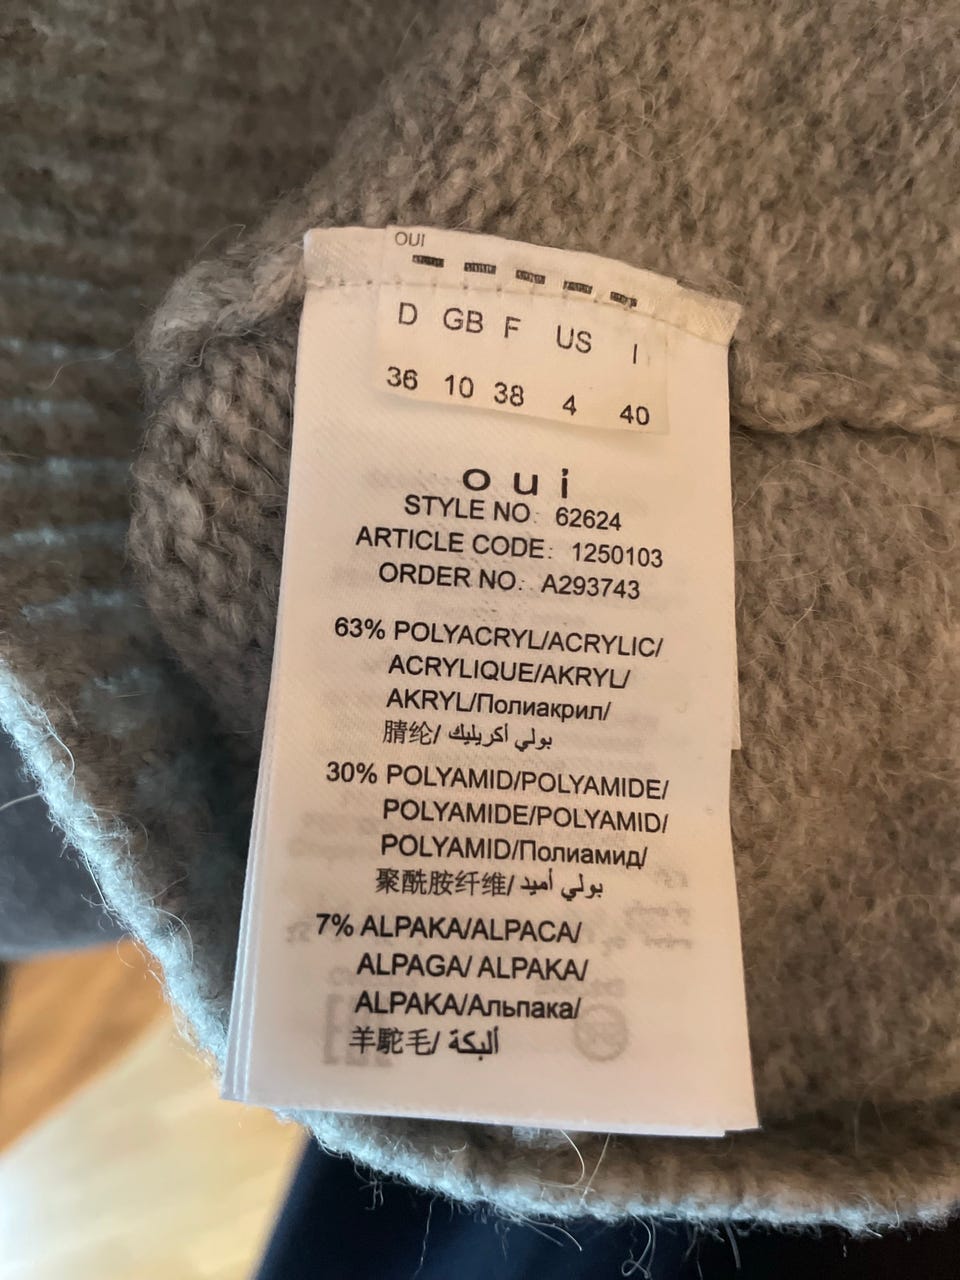 OUI
D GB F US I
36 10 38 4 40
oui
STYLE NO: 62624
ARTICLE CODE: 1250103
ORDER NO: A293743
63% POLYACRYL/ACRYLIC/
ACRYLIQUE/AKRYL/
AKRYL/Полиакрил/
腈纶/ بولي أكريليك
30% POLYAMID/POLYAMIDE/
POLYAMIDE/POLYAMID/
POLYAMID/Полиамид/
聚酰胺纤维/ بولي أميد
7% ALPAKA/ALPACA/
ALPAGA/ ALPAKA/
ALPAKA/Альпака/
羊駝毛/ ألبكة